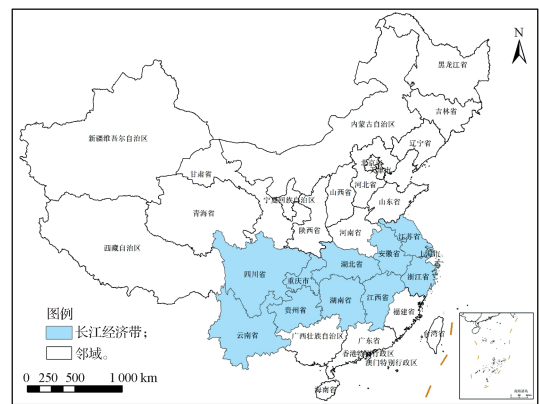 N
黑龙江省
吉林省
内蒙古自治区
辽宁省
新疆维吾尔自治区
北京市
甘肃省
河北省
山西省
宁夏回族自治区
山东省
青海省
陕西省
河南省
西藏自治区
江苏省
安徽省
上海市
四川省
湖北省
重庆市
浙江省
湖南省
江西省
贵州省
福建省
云南省
广西壮族自治区
广东省
台湾省
香港特别行政区
澳门特别行政区
海南省
图例
长江经济带；
邻域。
0 250 500 1 000 km